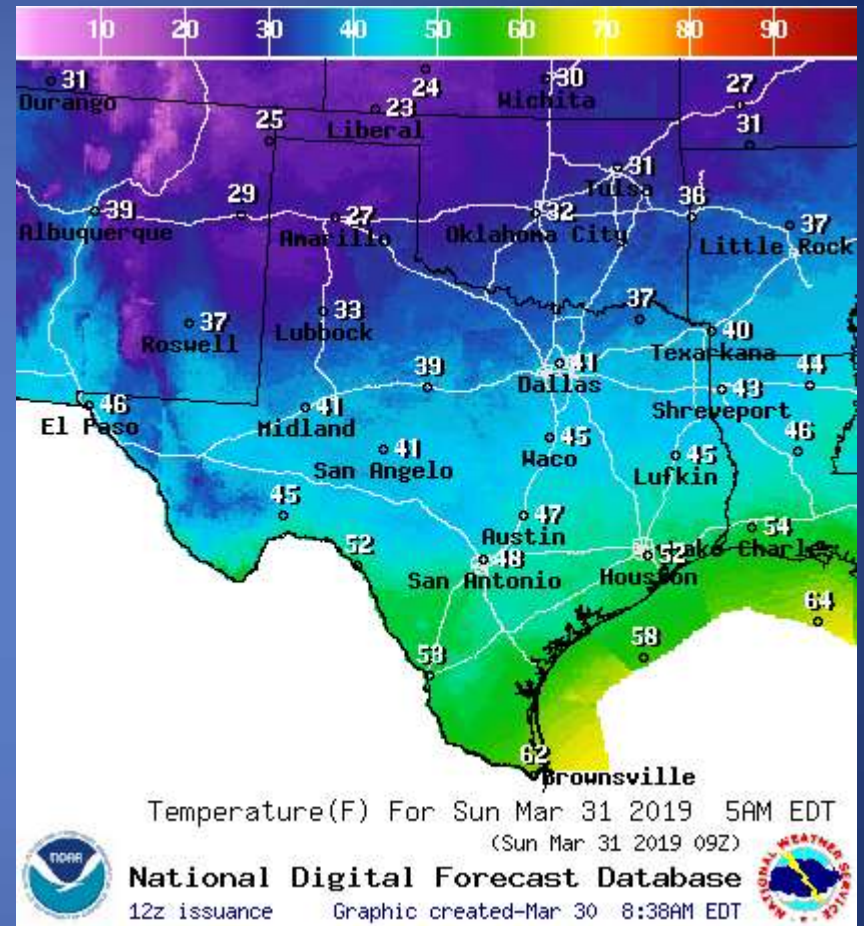 10 20 30 40 50 60 70 80 90
31 24 30 27
Durango 23 Wichita
25 Liberal 31
31
Tulsa
39 29 27 32 36 37
Albuquerque Amarillo Oklahoma City Little Rock
37 33 37 40
Roswell Lubbock Texarkana
39 41 44
Dallas 43
46 41 Shreveport
El Paso Midland 41 45 45 46
San Angelo Waco Lufkin
45 47 54
Austin
52 48 52 Lake Charles
San Antonio Houston
64
53 58
62
Brownsville
Temperature(F) For Sun Mar 31 2019 5AM EDT
(Sun Mar 31 2019 09Z)
NOAA
National Digital Forecast Database
12z issuance Graphic created-Mar 30 8:38AM EDT
NATIONAL WEATHER SERVICE